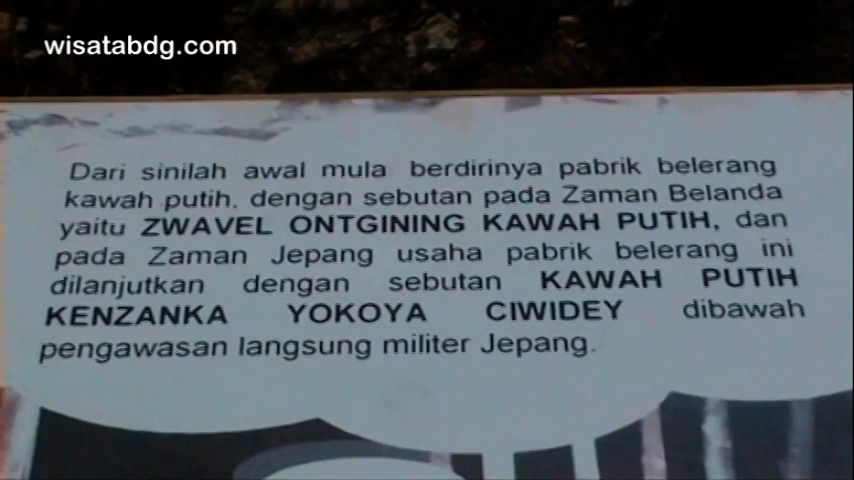 wisatabdg.com
Dari sinilah awal mula berdirinya pabrik belerang
kawah putih, dengan sebutan pada Zaman Belanda
yaitu ZWAVEL ONTGINING KAWAH PUTIH, dan
pada Zaman Jepang usaha pabrik belerang ini
dilanjutkan dengan sebutan KAWAH PUTIH
KENZANKA YOKOYA CIWIDEY dibawah
pengawasan langsung militer Jepang.